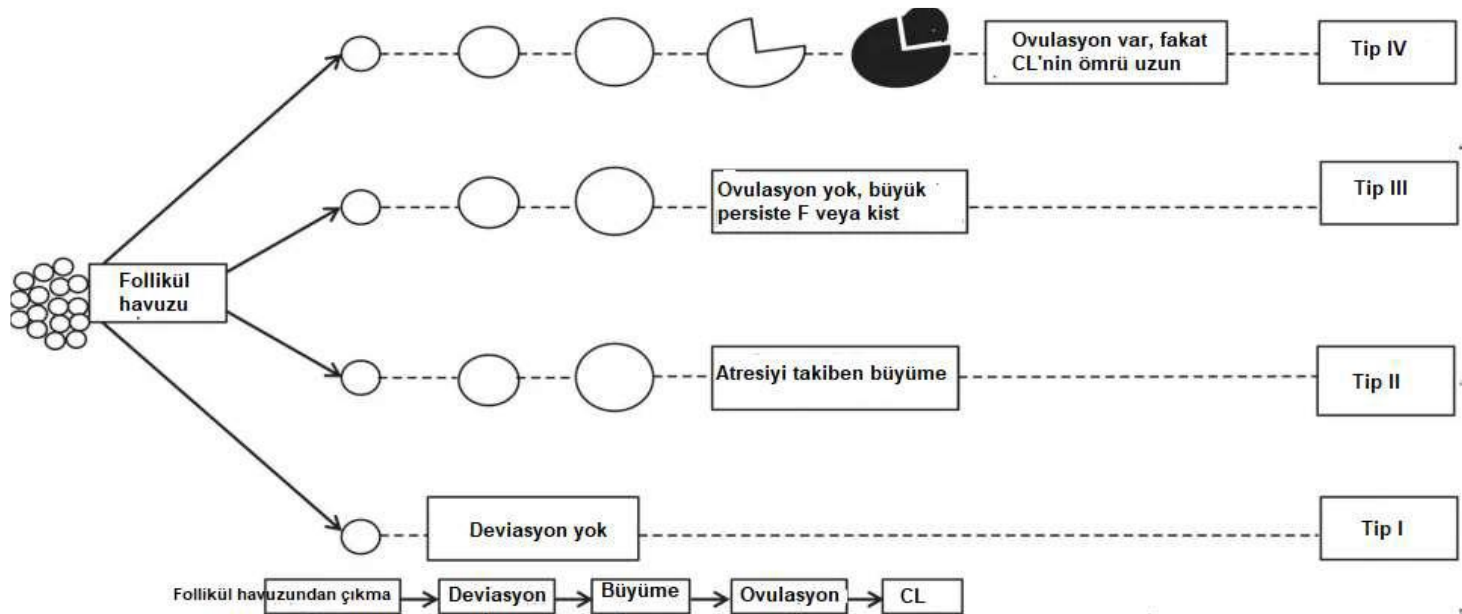 Ovulasyon var, fakat
CL'nin ömrü uzun
Tip IV
Ovulasyon yok, büyük
persiste F veya kist
Tip III
Follikül
havuzu
Atresiyi takiben büyüme
Tip II
Deviasyon yok
Tip I
Follikül havuzundan çıkma
Deviasyon
Büyüme
Ovulasyon
CL